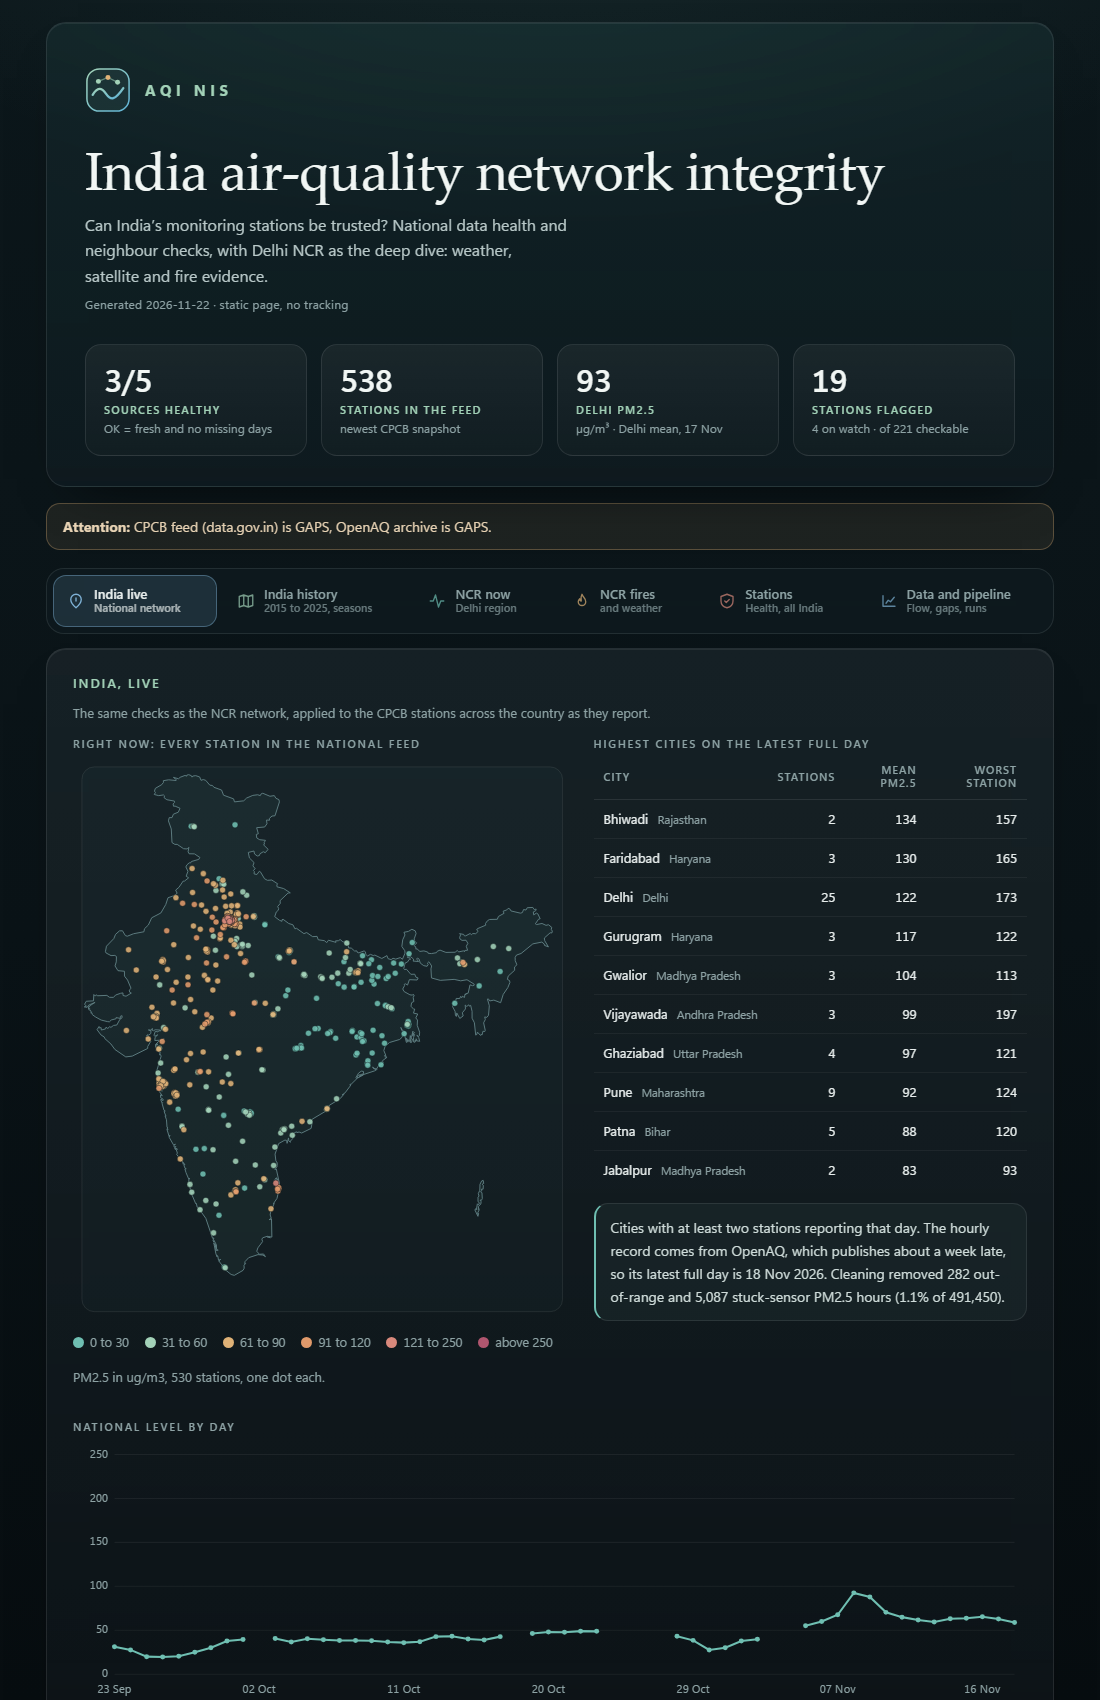 AQI NIS
India air-quality network integrity
Can India's monitoring stations be trusted? National data health and
neighbour checks, with Delhi NCR as the deep dive: weather,
satellite and fire evidence.
Generated 2026-11-22 · static page, no tracking
3/5
SOURCES HEALTHY
OK = fresh and no missing days
538
STATIONS IN THE FEED
newest CPCB snapshot
93
DELHI PM2.5
µg/m³ · Delhi mean, 17 Nov
19
STATIONS FLAGGED
4 on watch · of 221 checkable
Attention: CPCB feed (data.gov.in) is GAPS, OpenAQ archive is GAPS.
India live
National network
India history
2015 to 2025, seasons
NCR now
Delhi region
NCR fires
and weather
Stations
Health, all India
Data and pipeline
Flow, gaps, runs
INDIA, LIVE
The same checks as the NCR network, applied to the CPCB stations across the country as they report.
RIGHT NOW: EVERY STATION IN THE NATIONAL FEED
0 to 30 31 to 60 61 to 90 91 to 120 121 to 250 above 250
PM2.5 in ug/m3, 530 stations, one dot each.
HIGHEST CITIES ON THE LATEST FULL DAY
CITY STATIONS MEAN PM2.5 WORST STATION
Bhiwadi Rajasthan 2 134 157
Faridabad Haryana 3 130 165
Delhi Delhi 25 122 173
Gurugram Haryana 3 117 122
Gwalior Madhya Pradesh 3 104 113
Vijayawada Andhra Pradesh 3 99 197
Ghaziabad Uttar Pradesh 4 97 121
Pune Maharashtra 9 92 124
Patna Bihar 5 88 120
Jabalpur Madhya Pradesh 2 83 93
Cities with at least two stations reporting that day. The hourly
record comes from OpenAQ, which publishes about a week late,
so its latest full day is 18 Nov 2026. Cleaning removed 282 out-
of-range and 5,087 stuck-sensor PM2.5 hours (1.1% of 491,450).
NATIONAL LEVEL BY DAY
250
200
150
100
50
0
23 Sep 02 Oct 11 Oct 20 Oct 29 Oct 07 Nov 16 Nov